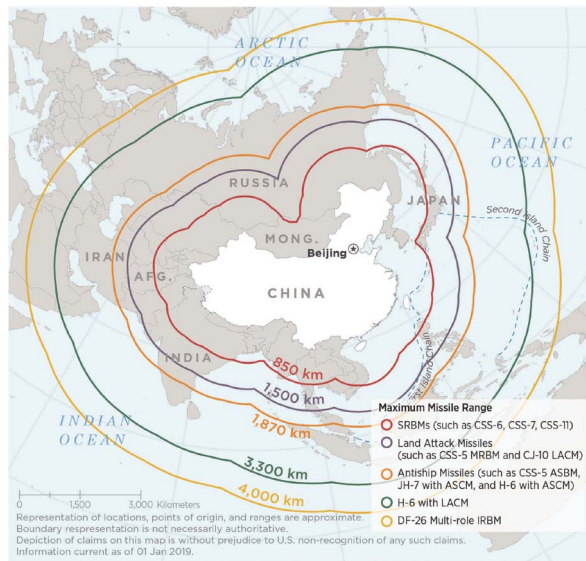 ARCTIC
OCEAN
PACIFIC
OCEAN
RUSSIA
JAPAN
Second Island Chain
MONG.
Beijing
IRAN
AFG.
CHINA
INDIA
850 km
1,500 km
1,870 km
3,300 km
4,000 km
Island Chain
INDIAN
OCEAN
Maximum Missile Range
SRBMs (such as CSS-6, CSS-7, CSS-11)
Land Attack Missiles
(such as CSS-5 MRBM and CJ-10 LACM)
Antiship Missiles (such as CSS-5 ASBM,
JH-7 with ASCM, and H-6 with ASCM)
H-6 with LACM
DF-26 Multi-role IRBM
0 1,500 3,000 Kilometers
Representation of locations, points of origin, and ranges are approximate.
Boundary respresentation is not necessarily authoritative.
Depiction of claims on this map is without prejudice to U.S. non-recognition of any such claims.
Information current as of 01 Jan 2019.